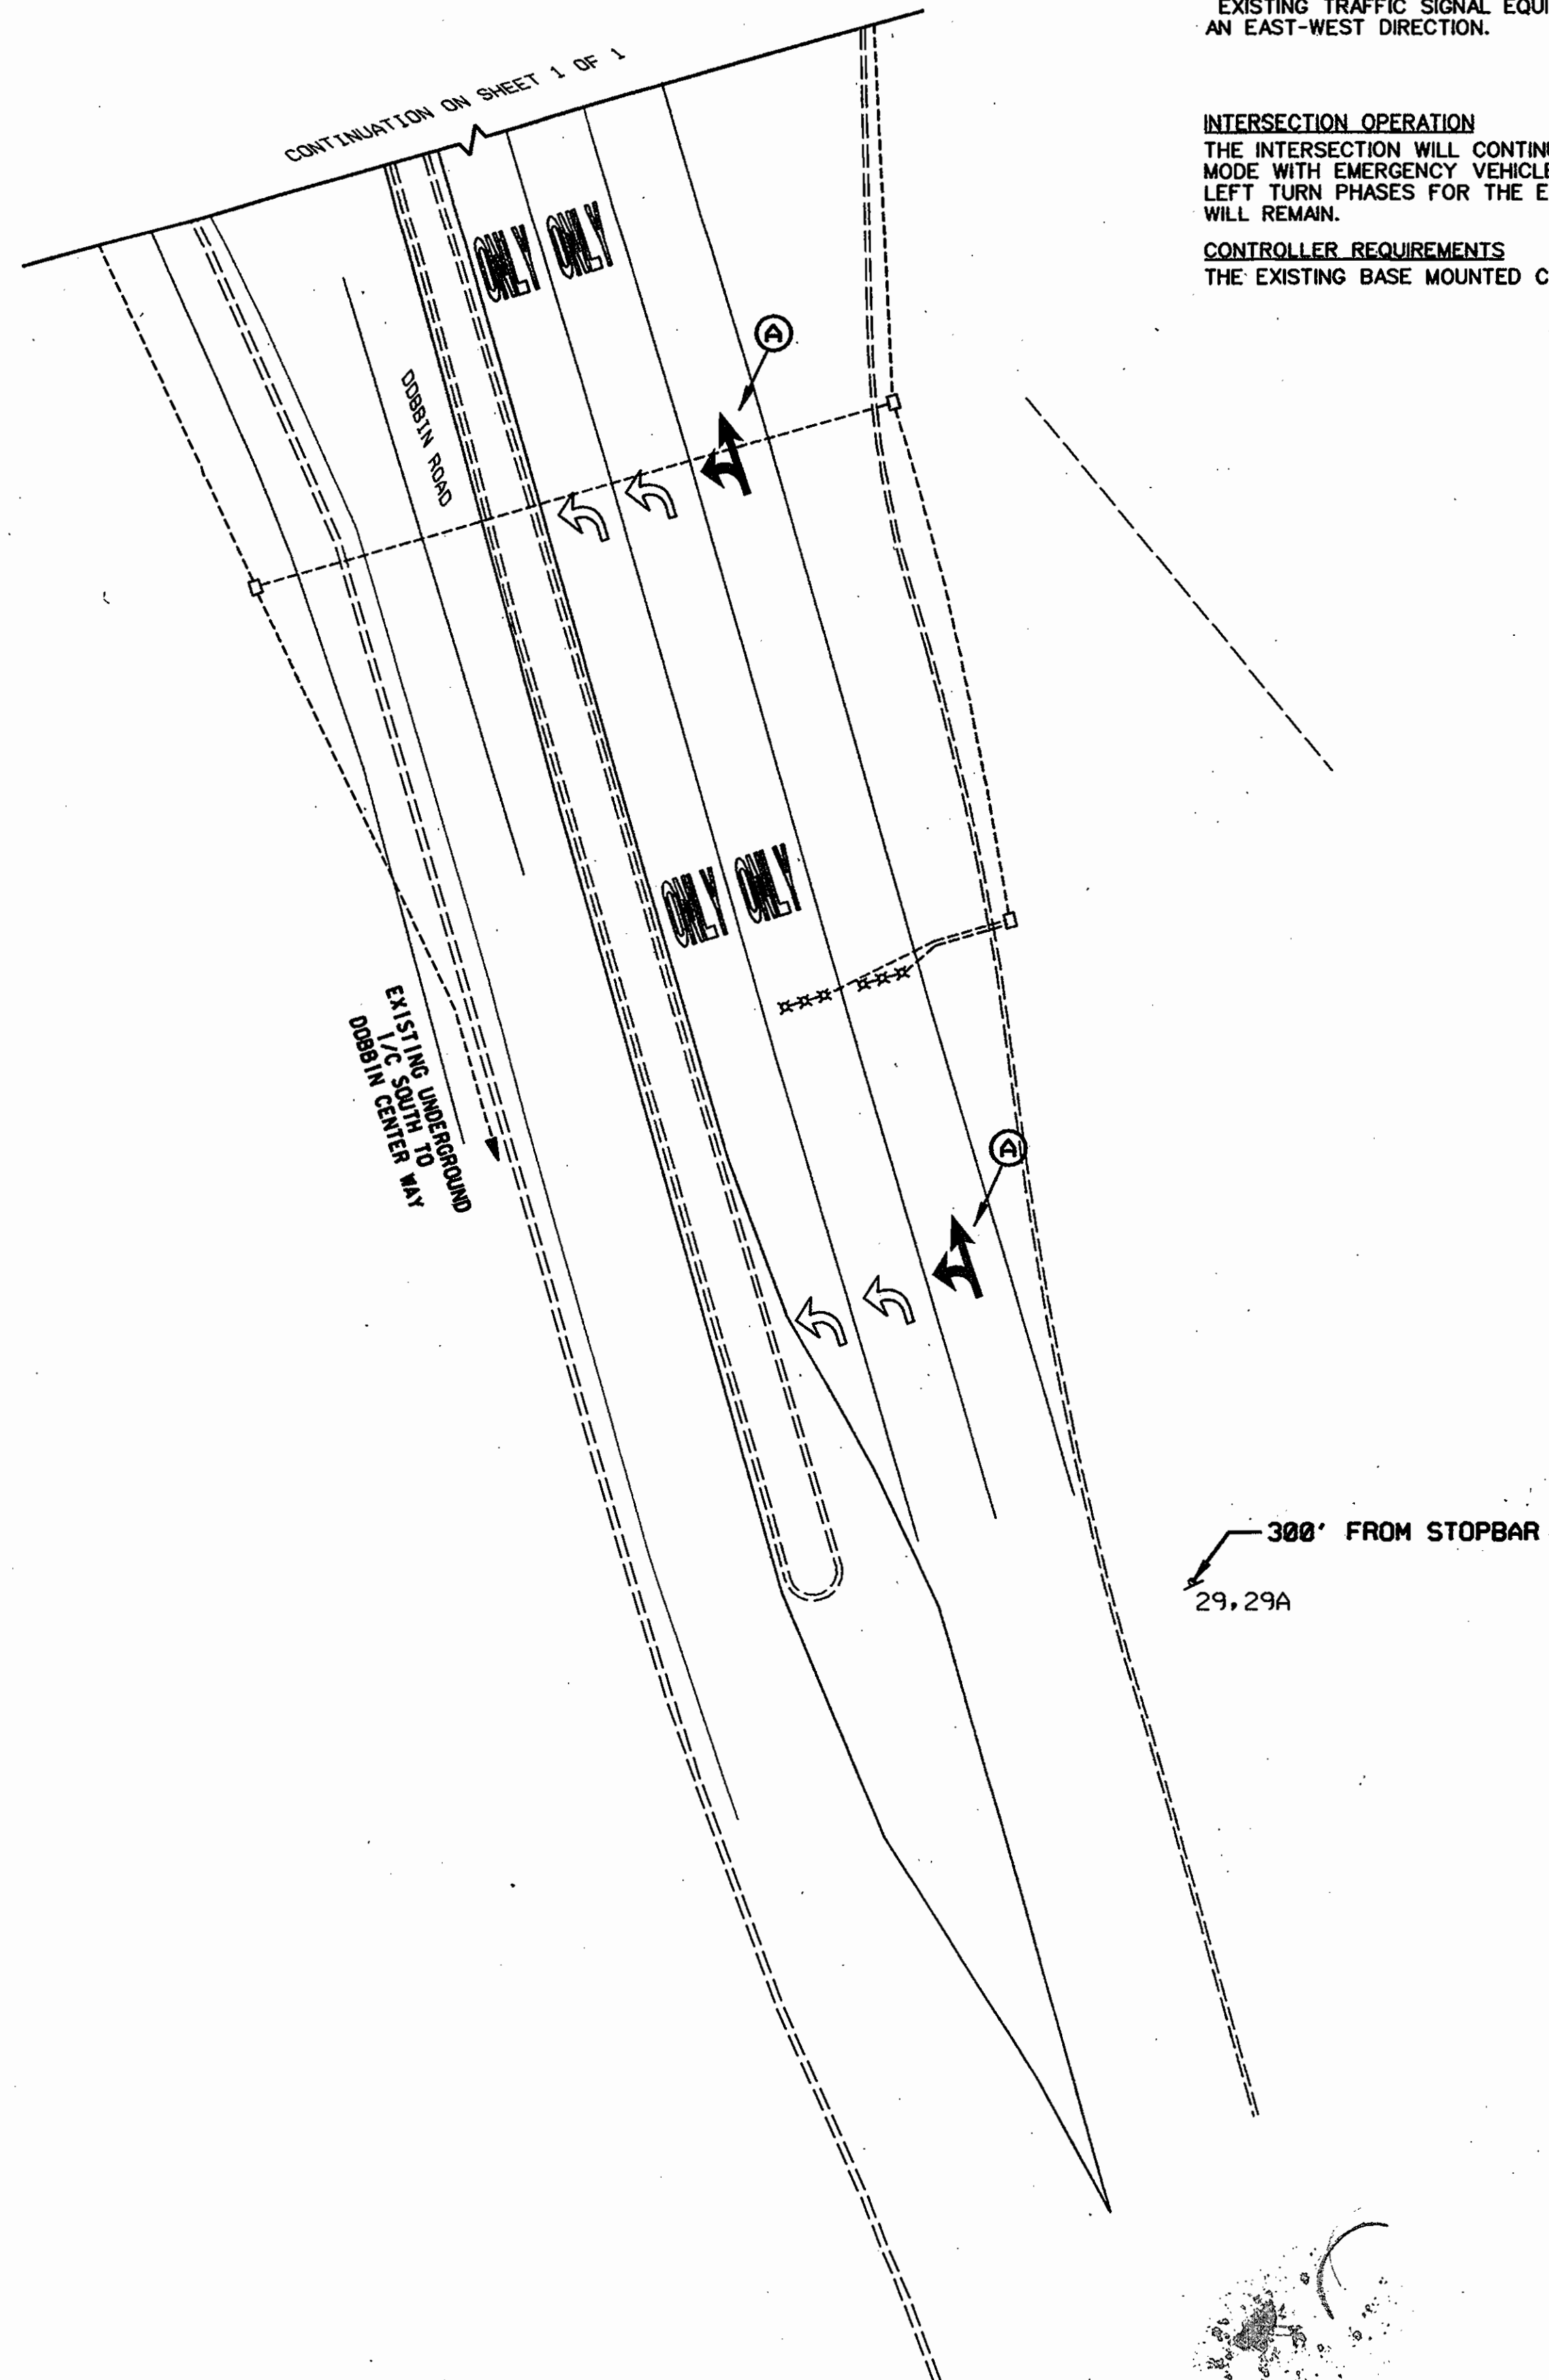 EXISTING TRAFFIC SIGNAL EQUI
AN EAST-WEST DIRECTION.
INTERSECTION OPERATION
THE INTERSECTION WILL CONTIN
MODE WITH EMERGENCY VEHICLE
LEFT TURN PHASES FOR THE E
WILL REMAIN.
CONTROLLER REQUIREMENTS
THE EXISTING BASE MOUNTED C
CONTINUATION ON SHEET 1 OF 1
ONLY ONLY
A
DOBBIN ROAD
ONLY ONLY
EXISTING UNDERGROUND
I/C SOUTH TO
DOBBIN CENTER WAY
A
300' FROM STOPBAR
29,29A